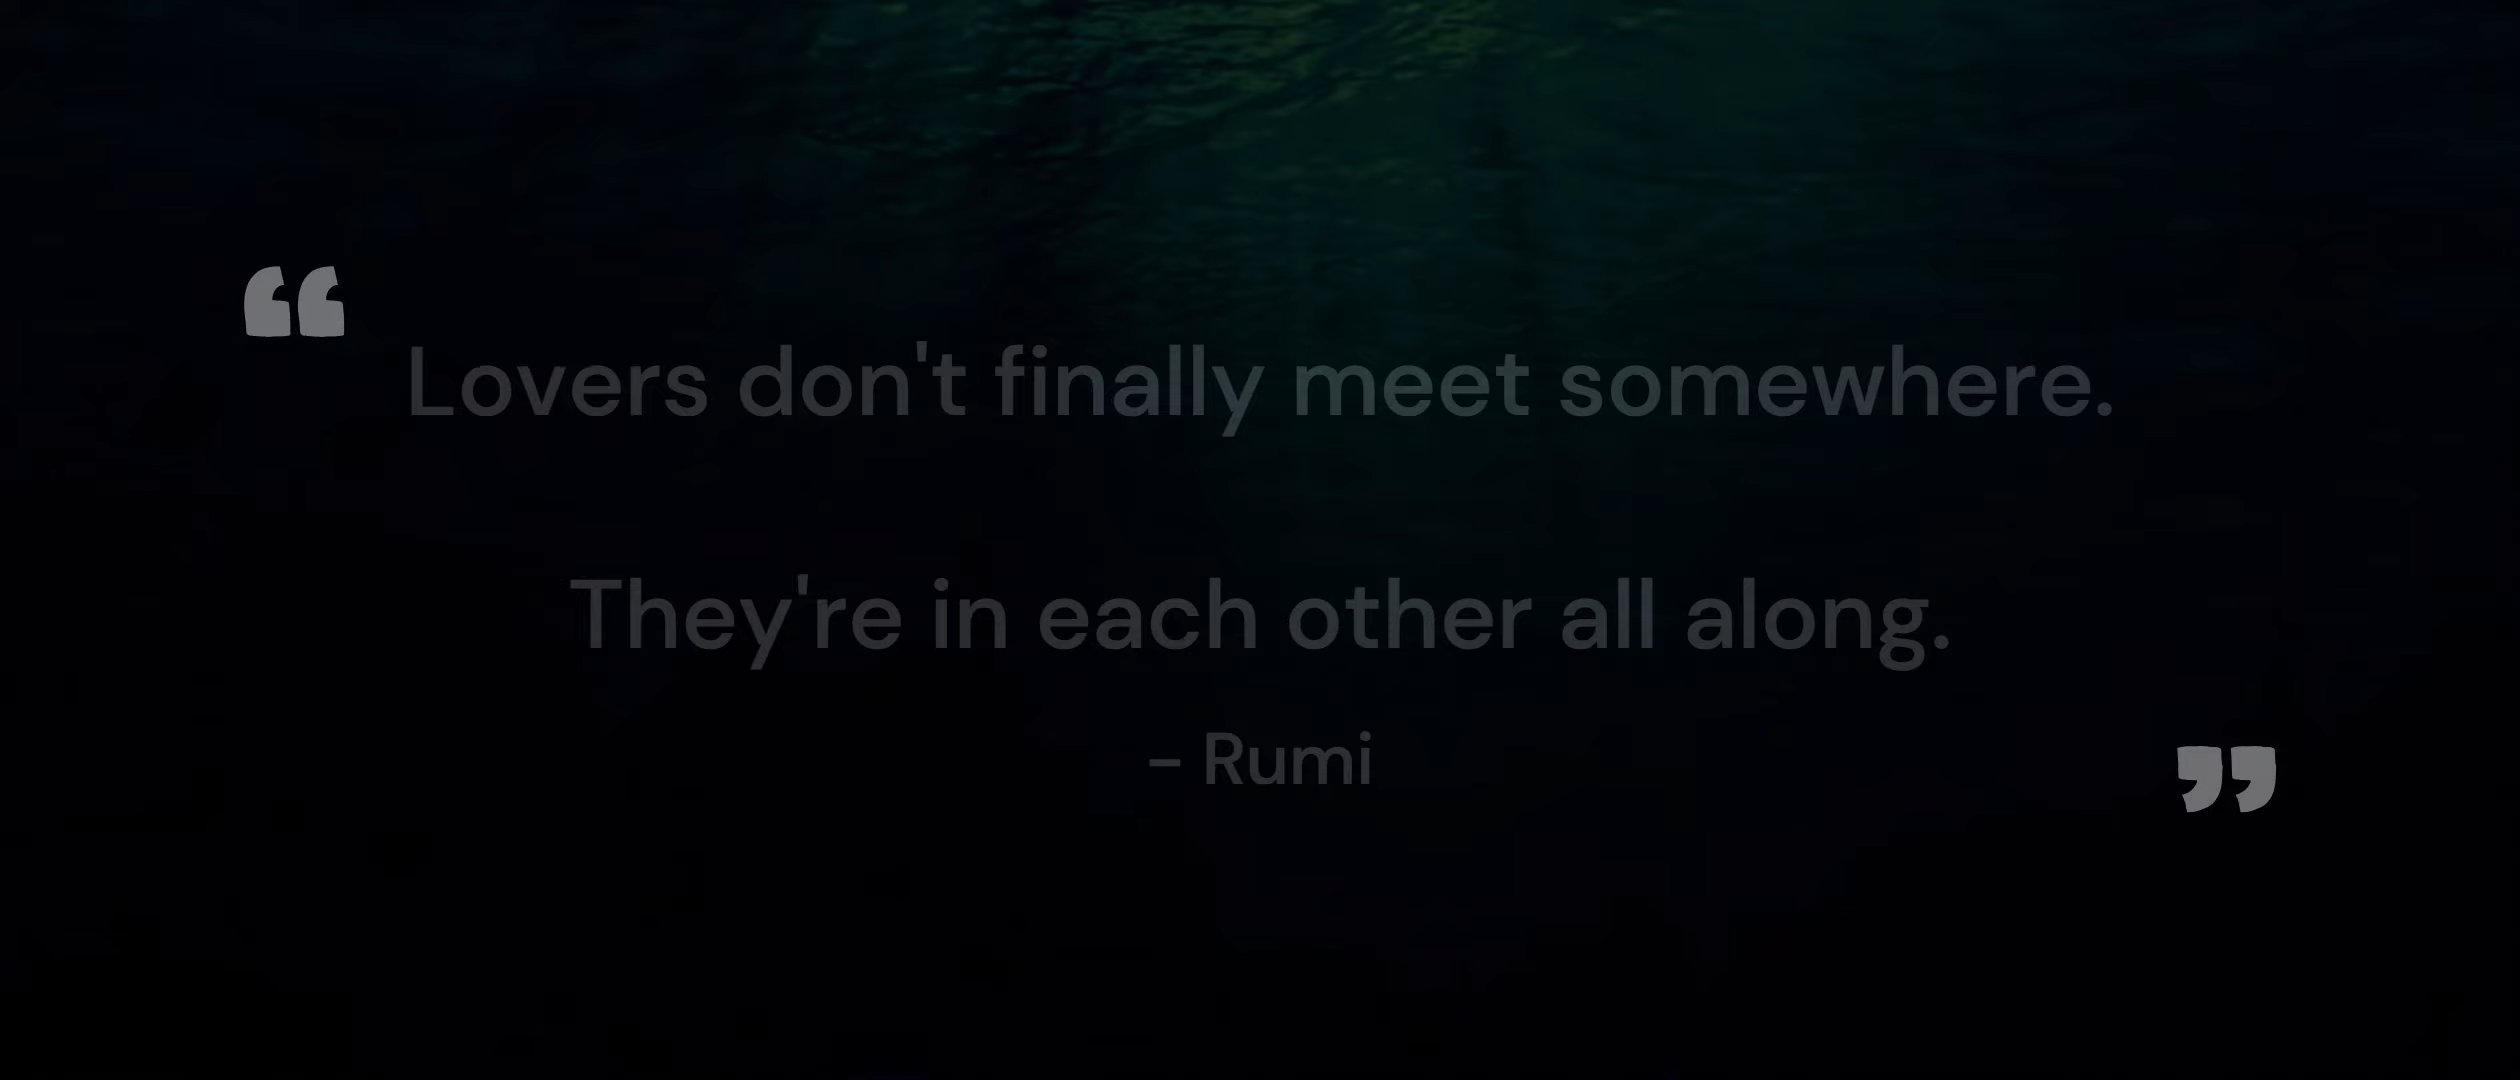 “
Lovers don't finally meet somewhere.
They're in each other all along.
– Rumi
”